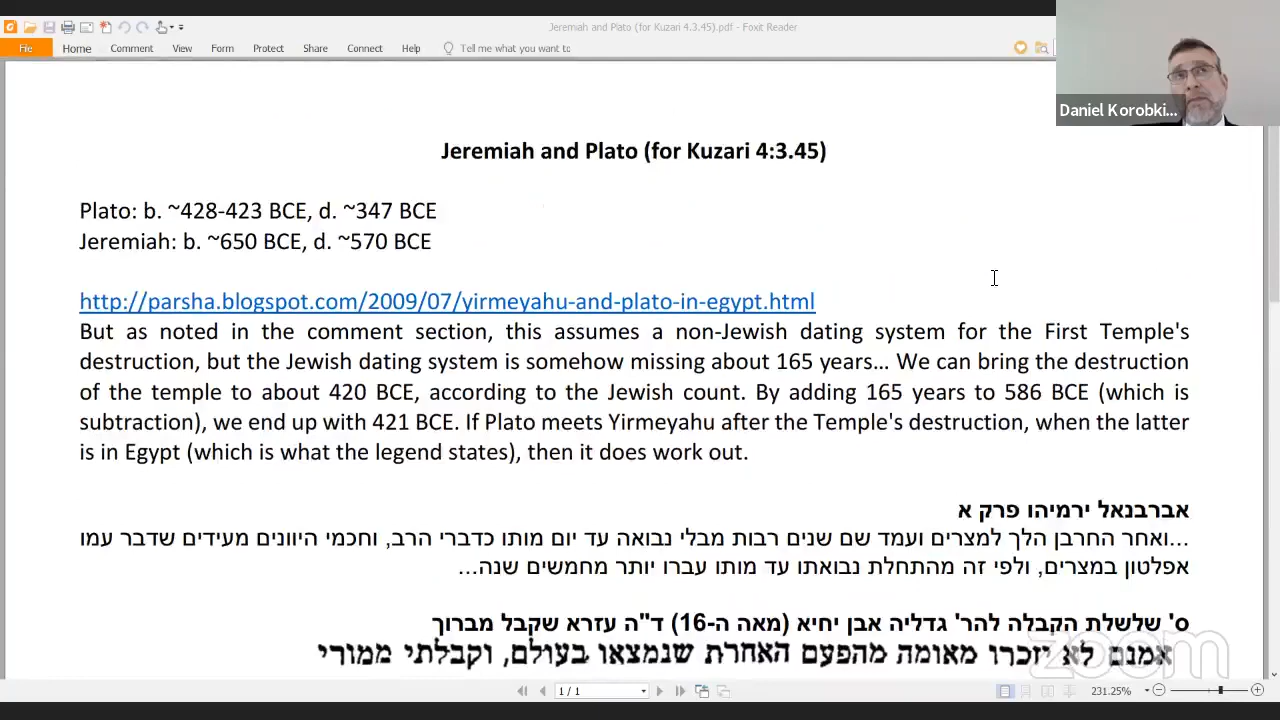 Jeremiah and Plato (for Kuzari 4.3.45).pdf - Foxit Reader
File Home Comment View Form Protect Share Connect Help Tell me what you want to
Daniel Korobki...
Jeremiah and Plato (for Kuzari 4:3.45)
Plato: b. ~428-423 BCE, d. ~347 BCE
Jeremiah: b. ~650 BCE, d. ~570 BCE
http://parsha.blogspot.com/2009/07/yirmeyahu-and-plato-in-egypt.html
But as noted in the comment section, this assumes a non-Jewish dating system for the First Temple's
destruction, but the Jewish dating system is somehow missing about 165 years... We can bring the destruction
of the temple to about 420 BCE, according to the Jewish count. By adding 165 years to 586 BCE (which is
subtraction), we end up with 421 BCE. If Plato meets Yirmeyahu after the Temple's destruction, when the latter
is in Egypt (which is what the legend states), then it does work out.
אברבנאל ירמיהו פרק א
...ואחר החרבן הלך למצרים ועמד שם שנים רבות מבלי נבואה עד יום מותו כדברי הרב, וחכמי היוונים מעידים שדבר עמו
אפלטון במצרים, ולפי זה מהתחלת נבואתו עד מותו עברו יותר מחמשים שנה...
ס' שלשלת הקבלה להר' גדליה אבן יחיא (מאה ה-16) ד"ה עזרא שקבל מברוך
אמנם לא יזכרו מאומה מהפעם האחרת שנמצאו בעולם, וקבלתי ממורי
zoom
1 / 1
231.25%